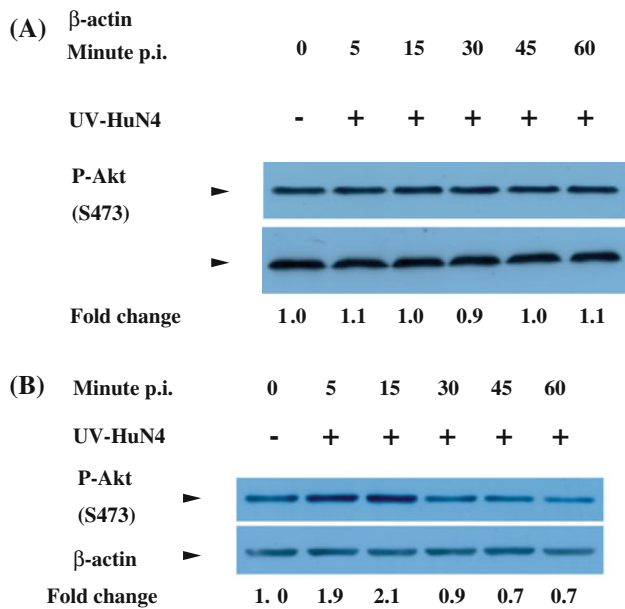 (A) β-actin
Minute p.i. 0 5 15 30 45 60
UV-HuN4 - + + + + +
P-Akt
(S473)
Fold change 1.0 1.1 1.0 0.9 1.0 1.1
(B) Minute p.i. 0 5 15 30 45 60
UV-HuN4 - + + + + +
P-Akt
(S473)
β-actin
Fold change 1. 0 1.9 2.1 0.9 0.7 0.7